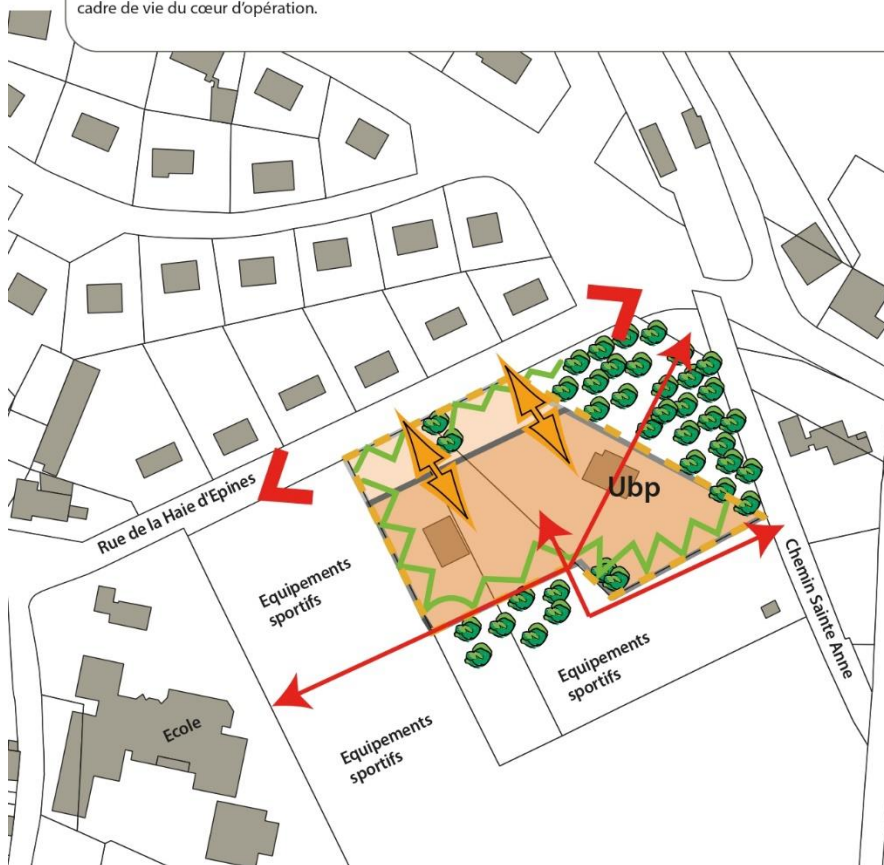 cadre de vie du cœur d’opération.
Ubp
Rue de la Haie d'Epines
Equipements
sportifs
Chemin Sainte Anne
Equipements
sportifs
Ecole
Equipements
sportifs